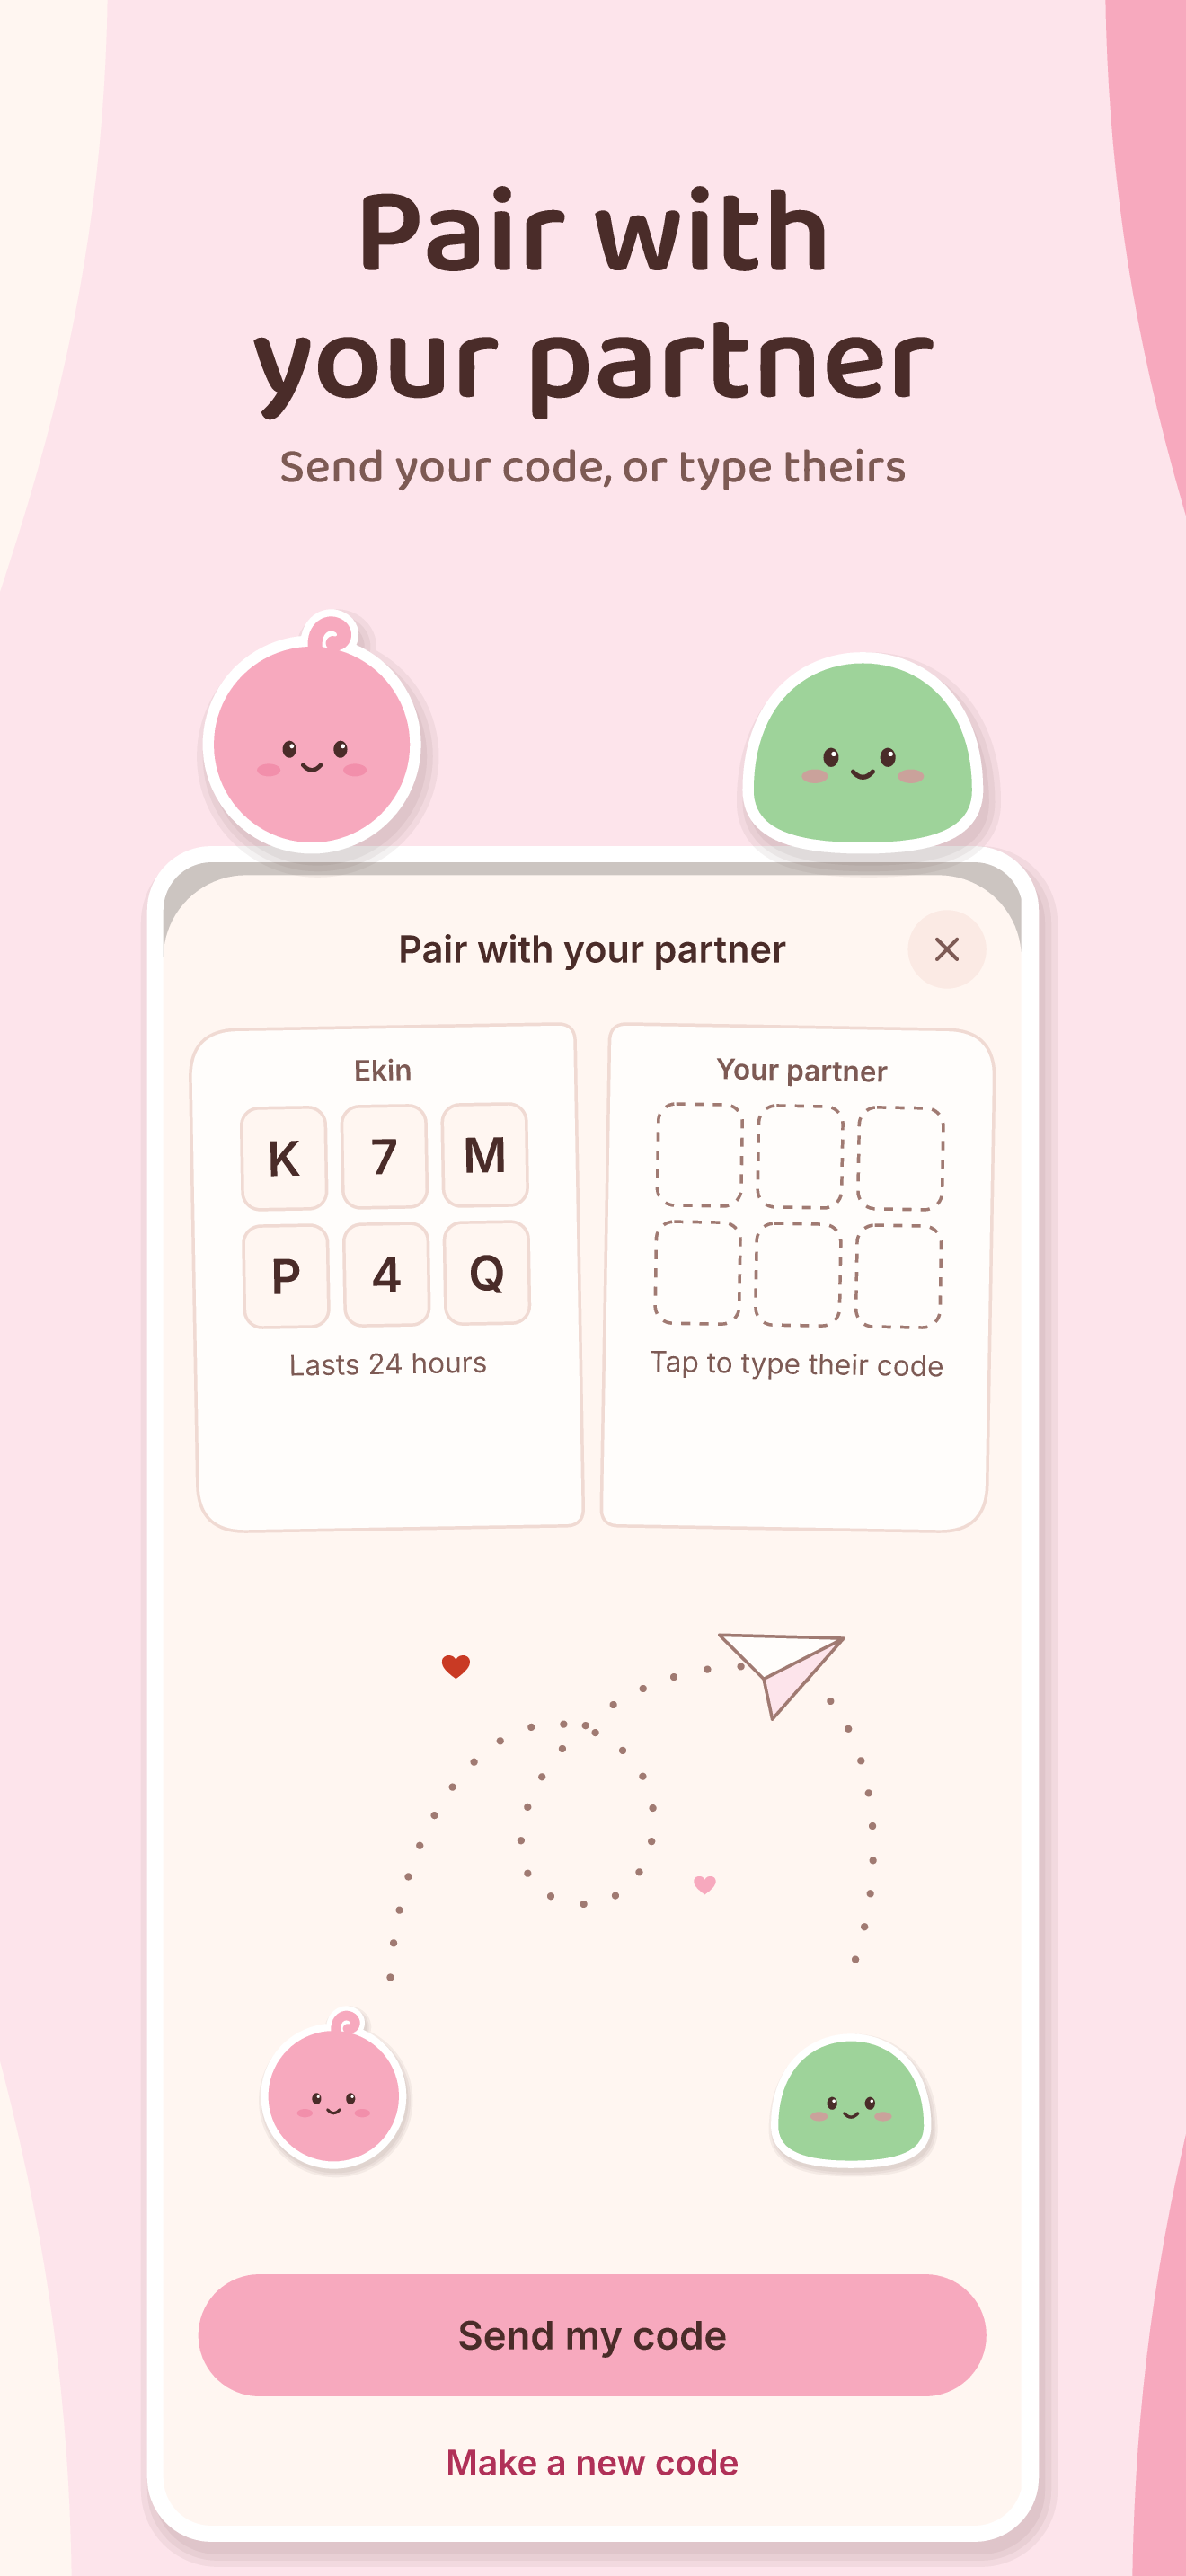 Pair with
your partner
Send your code, or type theirs
Pair with your partner
Ekin
K 7 M
P 4 Q
Lasts 24 hours
Your partner
Tap to type their code
Send my code
Make a new code